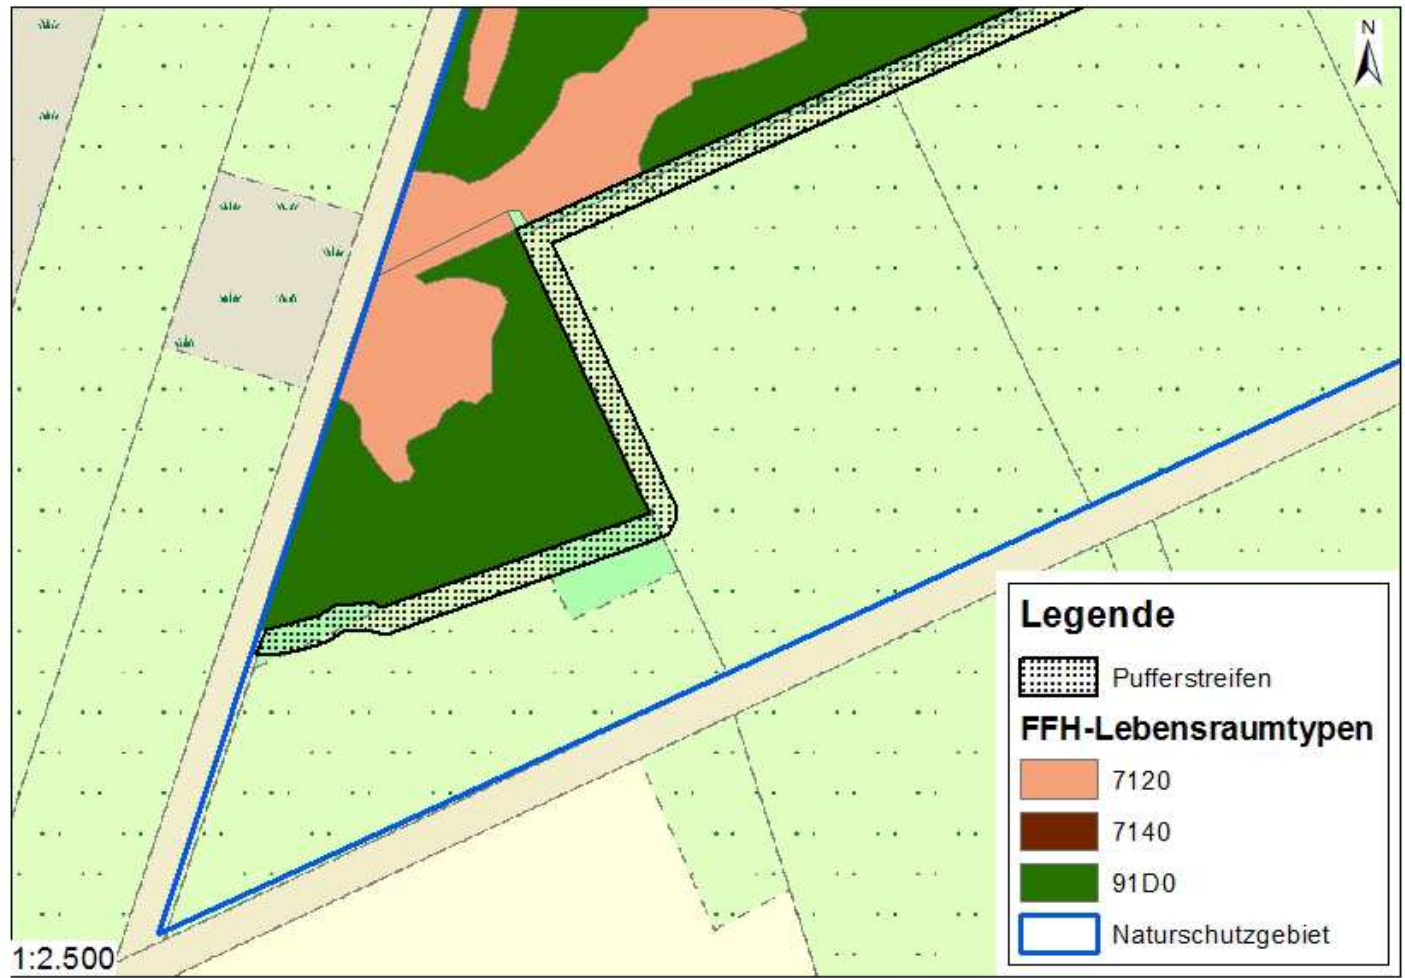 N
Legende
Pufferstreifen
FFH-Lebensraumtypen
7120
7140
91D0
Naturschutzgebiet
1:2.500